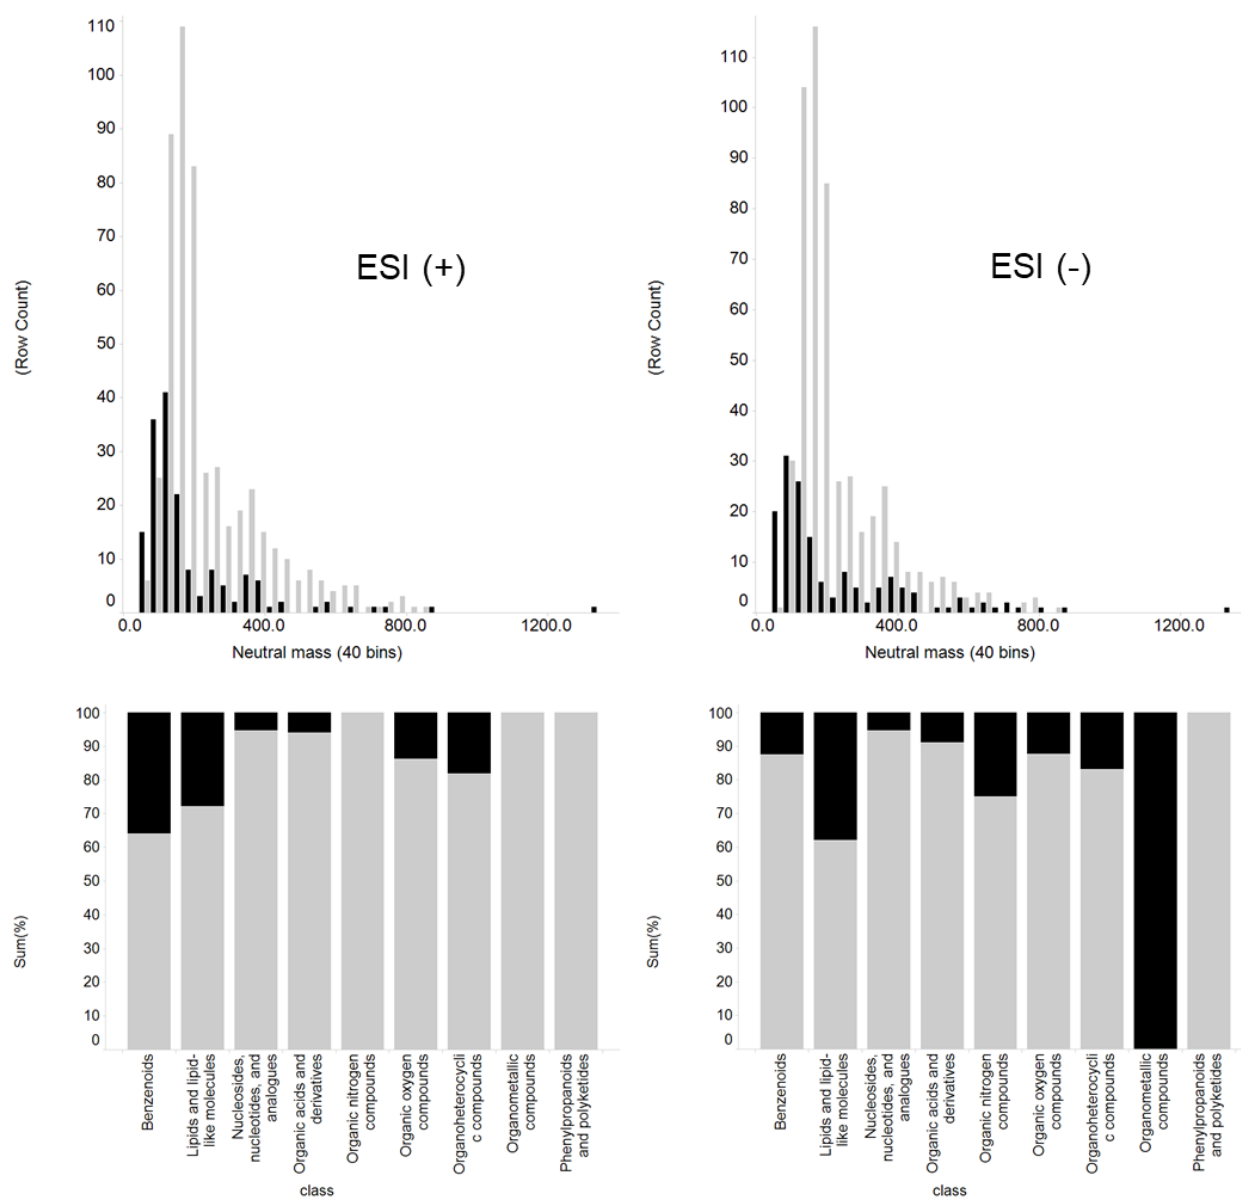 110
100
90
80
70
60
50
40
30
20
10
0
(Row Count)
ESI (+)
0.0 400.0 800.0 1200.0
Neutral mass (40 bins)
110
100
90
80
70
60
50
40
30
20
10
0
(Row Count)
ESI (-)
0.0 400.0 800.0 1200.0
Neutral mass (40 bins)
100
90
80
70
60
50
40
30
20
10
0
Sum(%)
Benzenoids
Lipids and lipid-
like molecules
Nucleosides,
nucleotides, and
analogues
Organic acids and
derivatives
Organic nitrogen
compounds
Organic oxygen
compounds
Organoheterocycli
c compounds
Organometallic
compounds
Phenylpropanoids
and polyketides
class
100
90
80
70
60
50
40
30
20
10
0
Sum(%)
Benzenoids
Lipids and lipid-
like molecules
Nucleosides,
nucleotides, and
analogues
Organic acids and
derivatives
Organic nitrogen
compounds
Organic oxygen
compounds
Organoheterocycli
c compounds
Organometallic
compounds
Phenylpropanoids
and polyketides
class